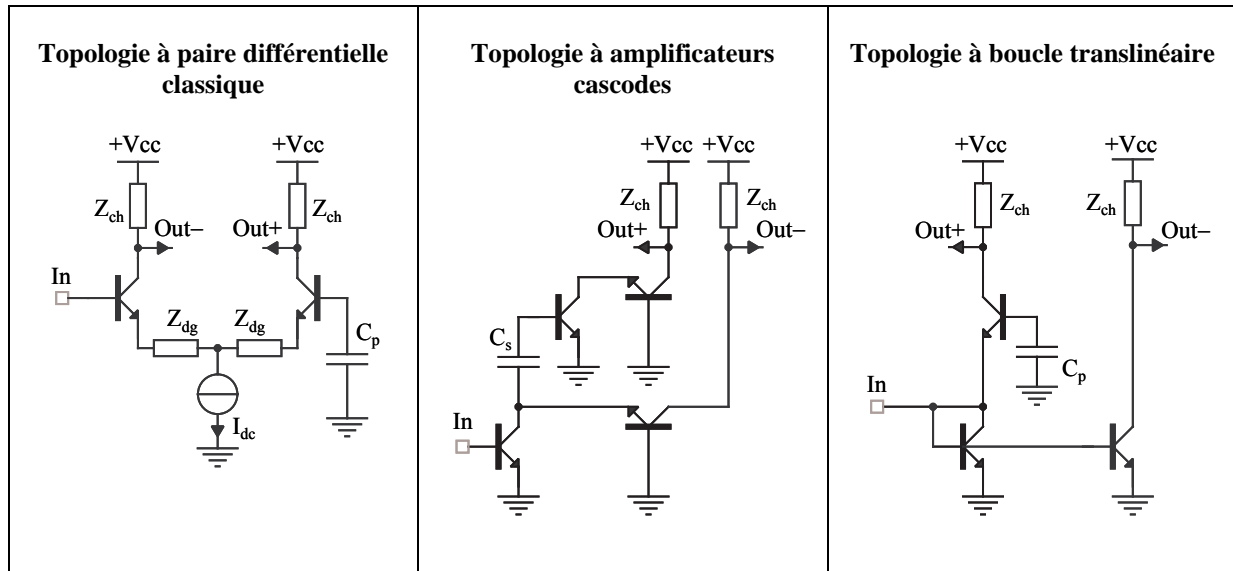 Topologie à paire différentielle
classique
+Vcc
+Vcc
Zch
Zch
Out−
Out+
In
Zdg
Zdg
Cp
Idc
Topologie à amplificateurs
cascodes
+Vcc
+Vcc
Zch
Zch
Out+
Out−
Cs
In
Topologie à boucle translinéaire
+Vcc
+Vcc
Zch
Zch
Out+
Out−
Cp
In